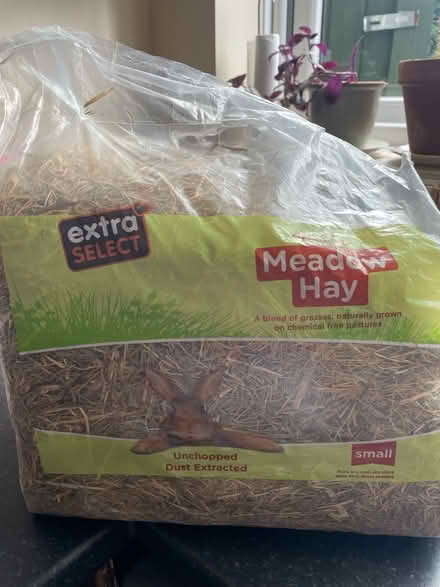 extra
SELECT
Meadow
Hay
A blend of grasses, naturally grown
on chemical free pastures
Unchopped
Dust Extracted
small